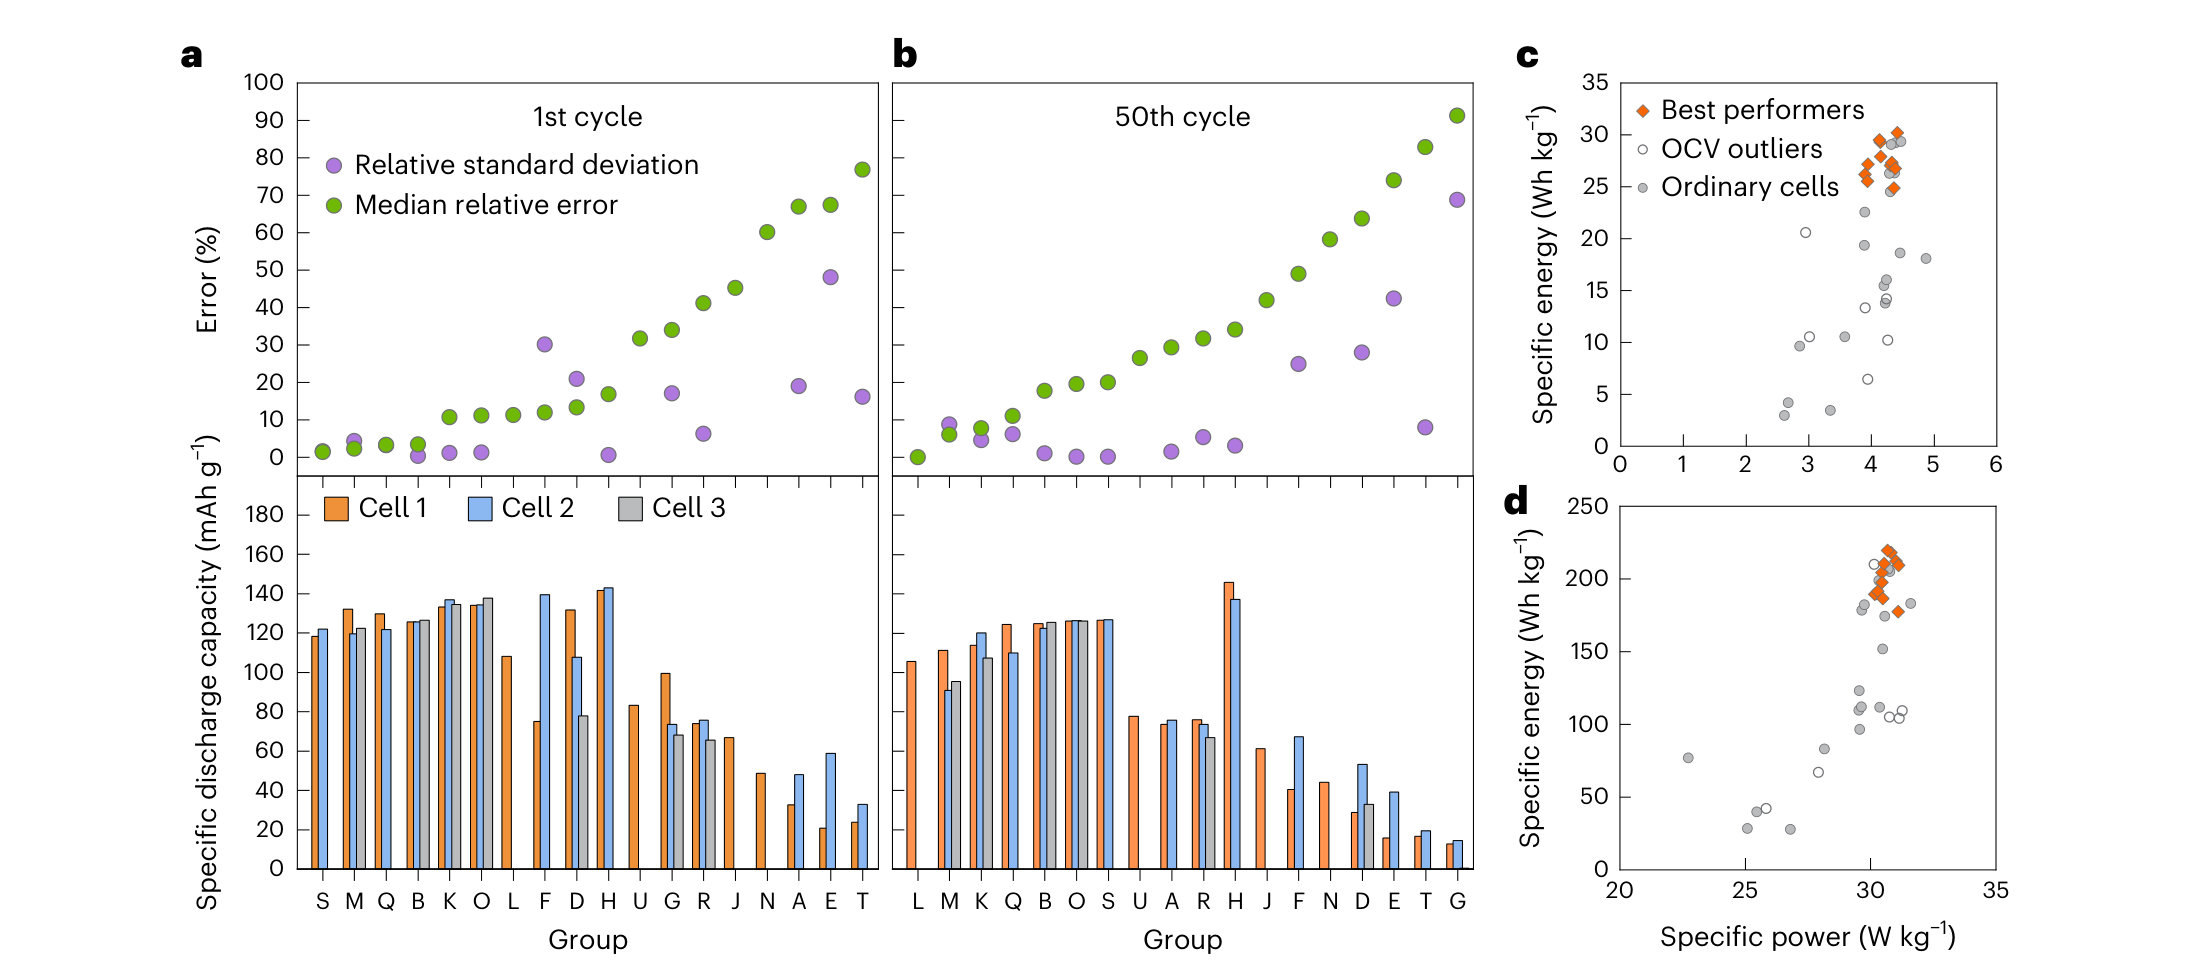 a
b
c
d
1st cycle
Relative standard deviation
Median relative error
Error (%)
100
90
80
70
60
50
40
30
20
10
0
Cell 1
Cell 2
Cell 3
Specific discharge capacity (mAh g⁻¹)
180
160
140
120
100
80
60
40
20
0
S M Q B K O L F D H U G R J N A E T
Group
50th cycle
L M K Q B O S U A R H J F N D E T G
Group
Best performers
OCV outliers
Ordinary cells
Specific energy (Wh kg⁻¹)
35
30
25
20
15
10
5
0
0 1 2 3 4 5 6
Specific energy (Wh kg⁻¹)
250
200
150
100
50
0
20 25 30 35
Specific power (W kg⁻¹)